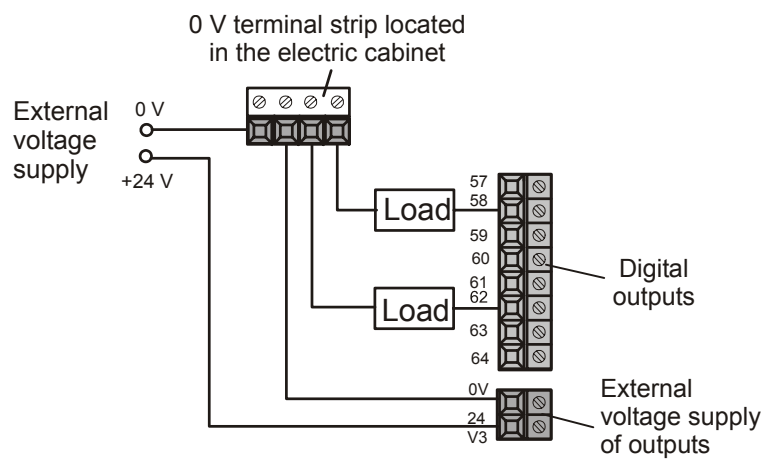 0 V terminal strip located
in the electric cabinet
External
voltage
supply
0 V
+24 V
Load
Load
57
58
59
60
61
62
63
64
Digital
outputs
0V
24
V3
External
voltage supply
of outputs